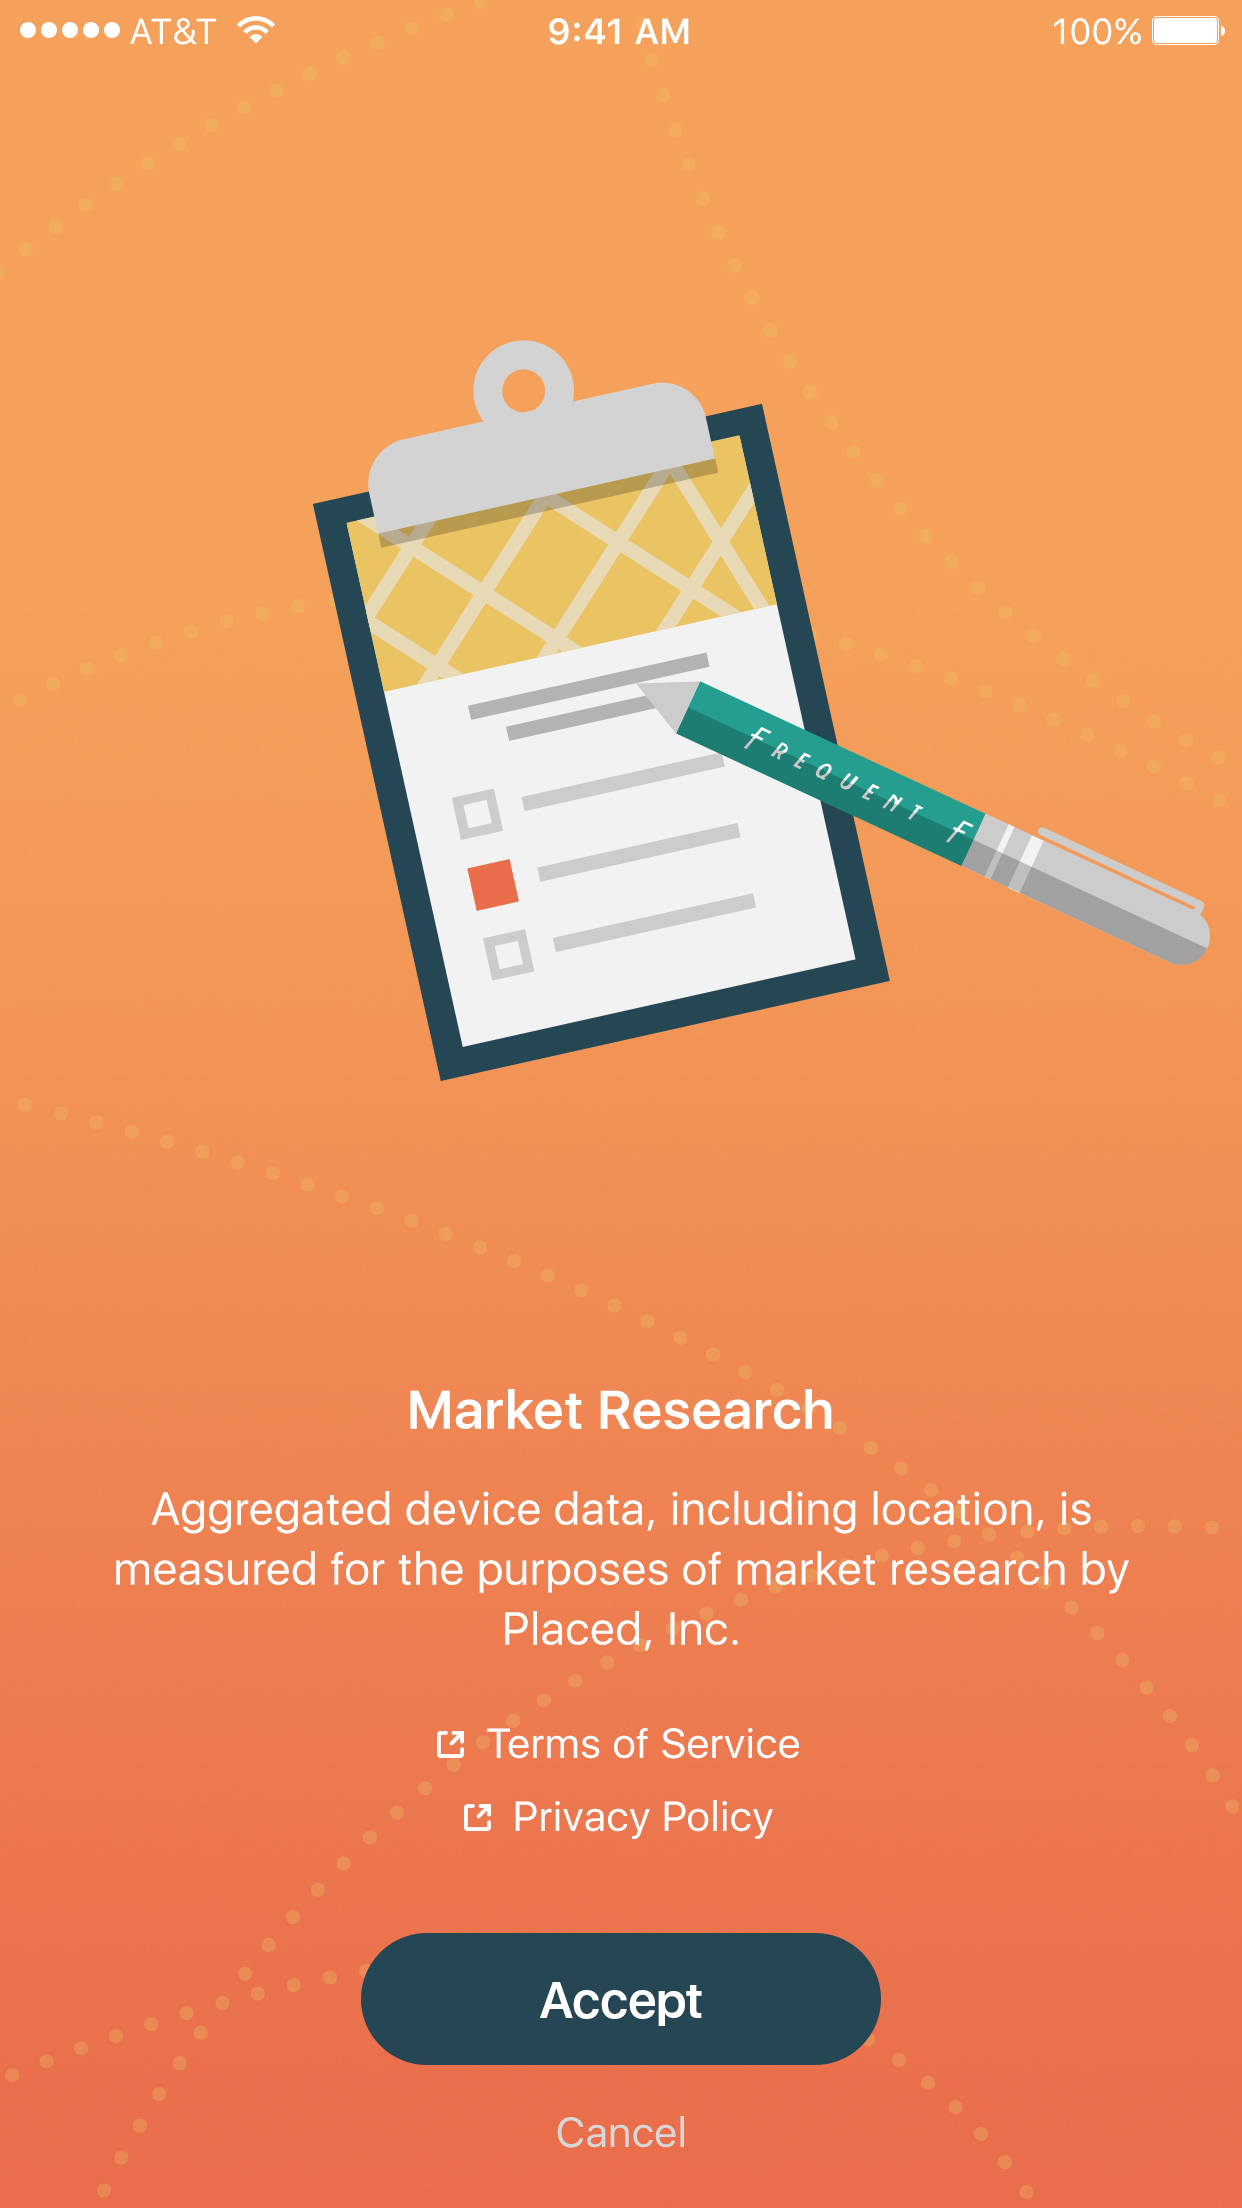 AT&T 9:41 AM 100%
FREQUENT F
Market Research
Aggregated device data, including location, is
measured for the purposes of market research by
Placed, Inc.
Terms of Service
Privacy Policy
Accept
Cancel